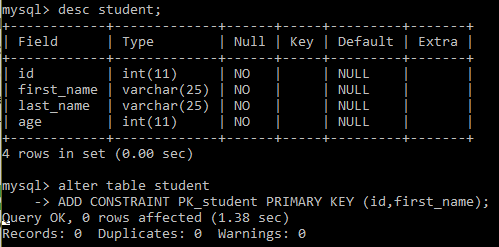 mysql> desc student;
+------------+-------------+------+-----+---------+-------+
| Field      | Type        | Null | Key | Default | Extra |
+------------+-------------+------+-----+---------+-------+
| id         | int(11)     | NO   |     | NULL    |       |
| first_name | varchar(25) | NO   |     | NULL    |       |
| last_name  | varchar(25) | NO   |     | NULL    |       |
| age        | int(11)     | NO   |     | NULL    |       |
+------------+-------------+------+-----+---------+-------+
4 rows in set (0.00 sec)
mysql> alter table student
    -> ADD CONSTRAINT PK_student PRIMARY KEY (id,first_name);
Query OK, 0 rows affected (1.38 sec)
Records: 0  Duplicates: 0  Warnings: 0